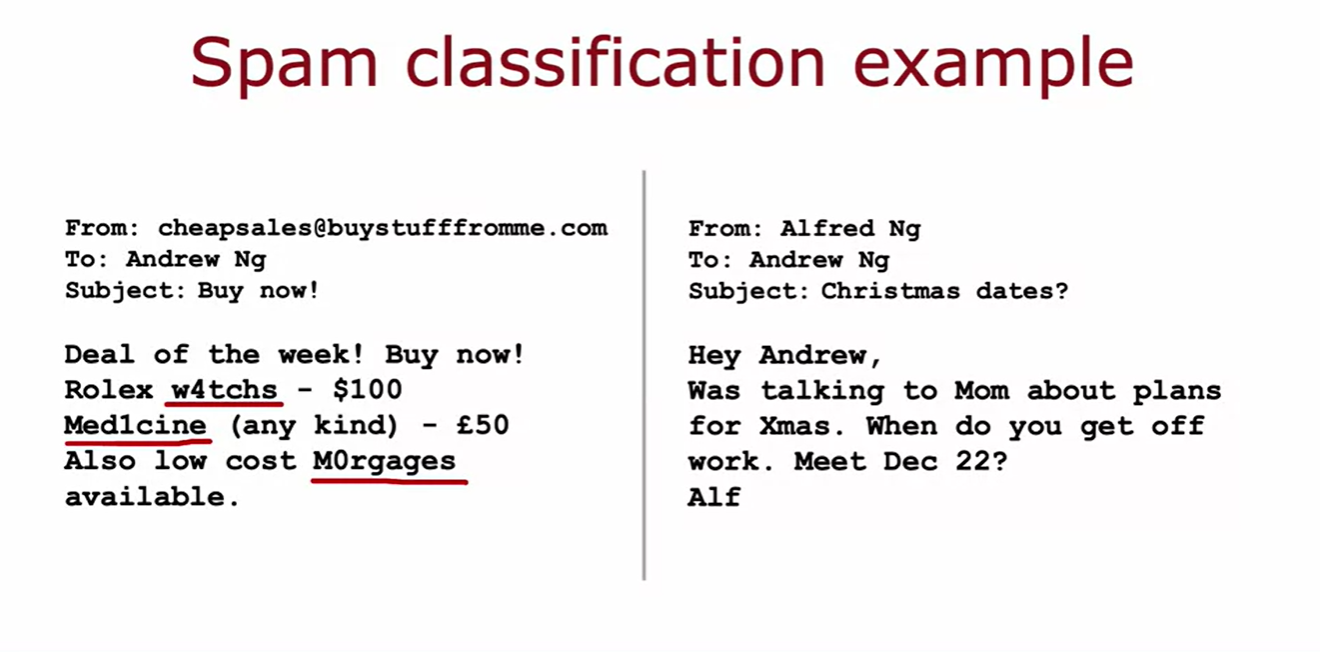 Spam classification example
From: cheapsales@buystufffromme.com
To: Andrew Ng
Subject: Buy now!
Deal of the week! Buy now!
Rolex w4tchs - $100
Med1cine (any kind) - £50
Also low cost M0rgages
available.
From: Alfred Ng
To: Andrew Ng
Subject: Christmas dates?
Hey Andrew,
Was talking to Mom about plans
for Xmas. When do you get off
work. Meet Dec 22?
Alf